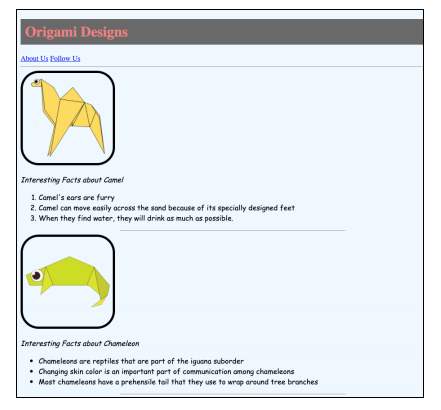 Origami Designs
About Us Follow Us
Interesting Facts about Camel
1. Camel's ears are furry
2. Camel can move easily across the sand because of its specially designed feet
3. When they find water, they will drink as much as possible.
Interesting Facts about Chameleon
• Chameleons are reptiles that are part of the iguana suborder
• Changing skin color is an important part of communication among chameleons
• Most chameleons have a prehensile tail that they use to wrap around tree branches